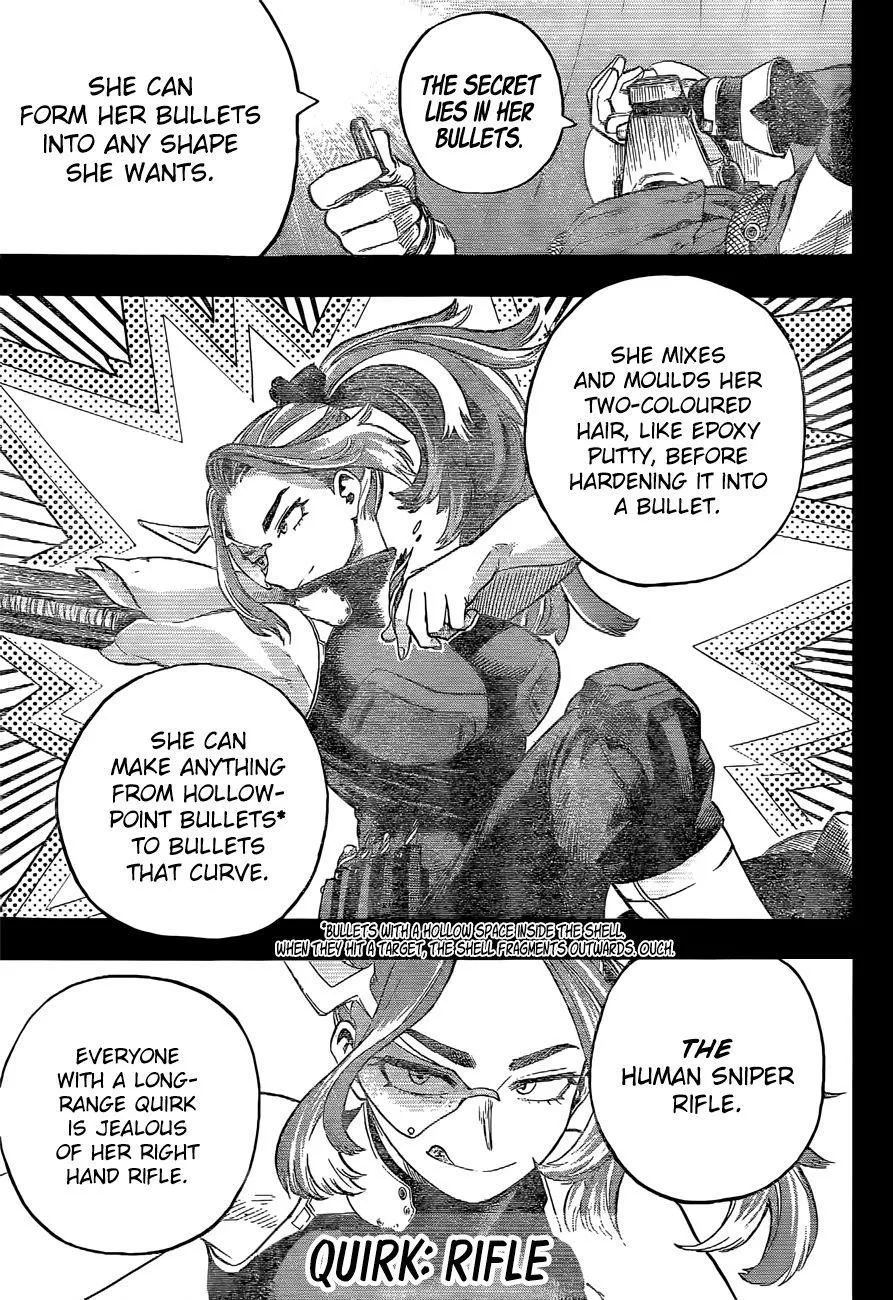 THE SECRET
LIES IN HER
BULLETS.
SHE CAN
FORM HER BULLETS
INTO ANY SHAPE
SHE WANTS.
SHE MIXES
AND MOULDS HER
TWO-COLOURED
HAIR, LIKE EPOXY
PUTTY, BEFORE
HARDENING IT INTO
A BULLET.
SHE CAN
MAKE ANYTHING
FROM HOLLOW-
POINT BULLETS*
TO BULLETS
THAT CURVE.
*BULLETS WITH A HOLLOW SPACE INSIDE THE SHELL.
WHEN THEY HIT A TARGET, THE SHELL FRAGMENTS OUTWARDS. OUCH.
THE
HUMAN SNIPER
RIFLE.
EVERYONE
WITH A LONG-
RANGE QUIRK
IS JEALOUS
OF HER RIGHT
HAND RIFLE.
QUIRK: RIFLE